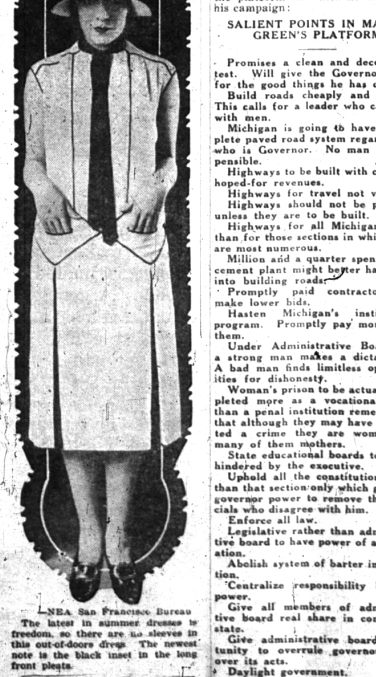 —NEA San Francisco Bureau
The latest in summer dresses is
freedom, so there are no sleeves in
this out-of-doors dress. The newest
note is the black inset in the long
front pleats.
his campaign:
SALIENT POINTS IN MA
GREEN'S PLATFORM
Promises a clean and dec
test. Will give the Governo
for the good things he has d
Build roads cheaply and
This calls for a leader who c
with men.
Michigan is going to have
plete paved road system regar
who is Governor. No man
pensible.
Highways to be built with c
hoped-for revenues.
Highways for travel not v
Highways should not be p
unless they are to be built.
Highways for all Michigan
than for those sections in whi
are most numerous.
Million and a quarter spen
cement plant might better ha
into building roads.
Promptly paid contracto
make lower bids.
Hasten Michigan's insti
program. Promptly pay mon
them.
Under Administrative Boa
a strong man makes a dicta
A bad man finds limitless op
ities for dishonesty.
Woman's prison to be actua
pleted more as a vocationa
than a penal institution reme
that although they may have
ted a crime they are wom
many of them mothers.
State educational boards to
hindered by the executive.
Uphold all the constitution
than that section only which g
governor power to remove th
cials who disagree with him.
Enforce all law.
Legislative rather than adm
tive board to have power of a
ation.
Abolish system of barter in
tion.
Centralize responsibility
power.
Give all members of adm
tive board real share in con
state.
Give administrative board
tunity to overrule governo
over its acts.
Daylight government.